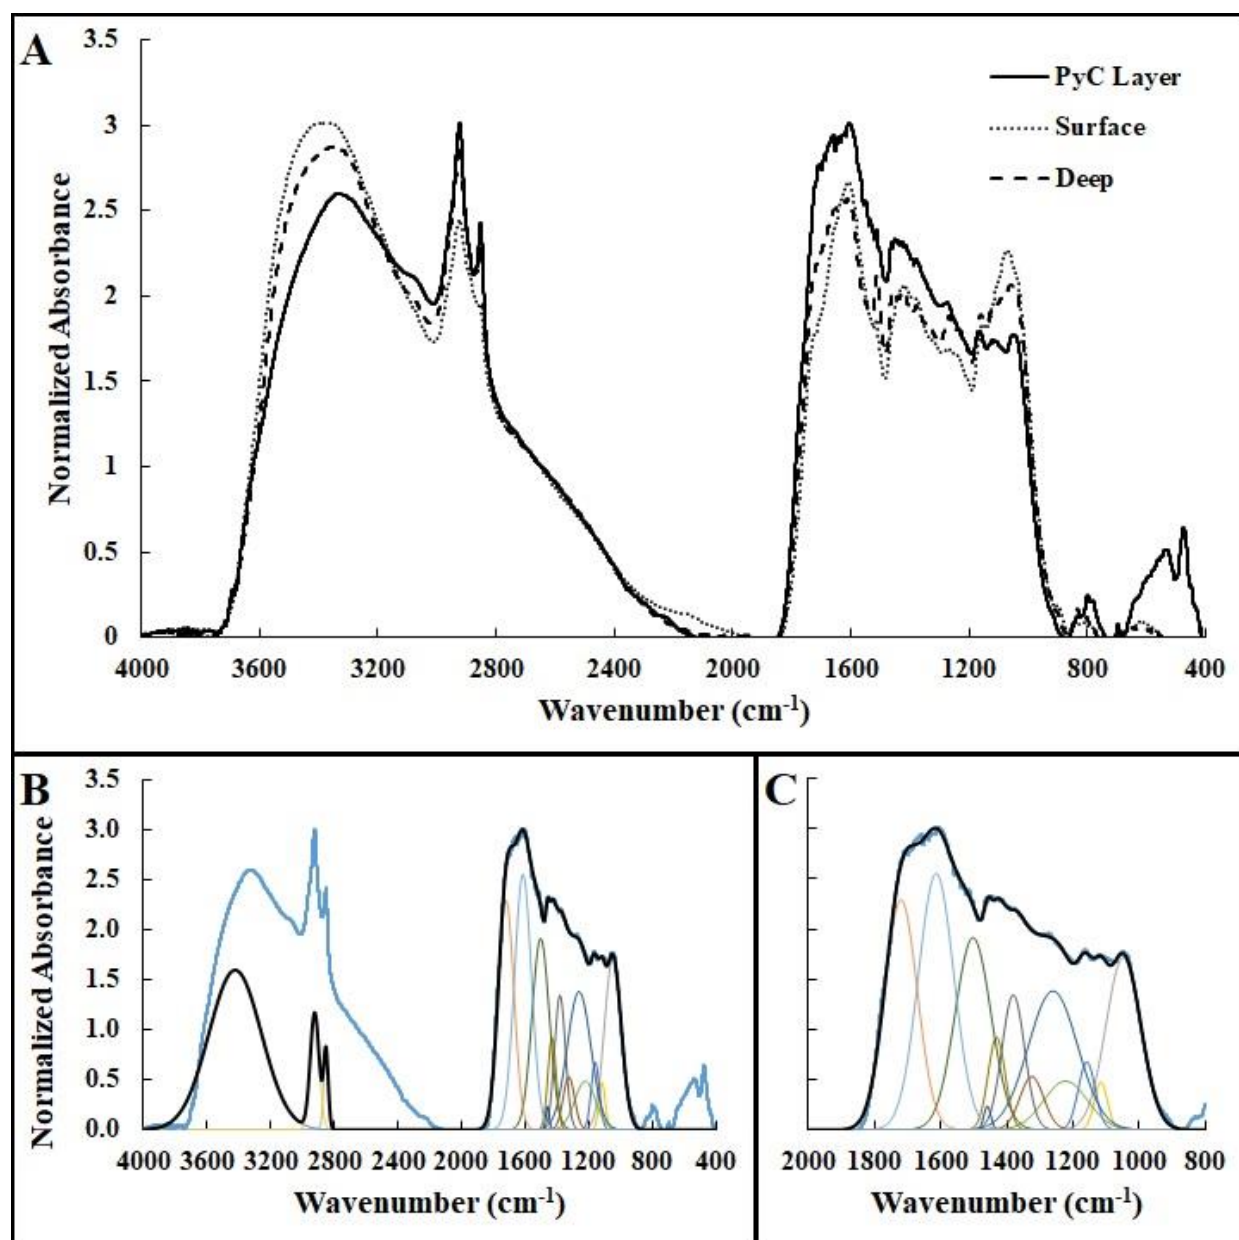 A
3.5
3
2.5
2
1.5
1
0.5
0
Normalized Absorbance
PyC Layer
Surface
Deep
4000 3600 3200 2800 2400 2000 1600 1200 800 400
Wavenumber (cm-1)
B
3.5
3.0
2.5
2.0
1.5
1.0
0.5
0.0
Normalized Absorbance
4000 3600 3200 2800 2400 2000 1600 1200 800 400
Wavenumber (cm-1)
C
2000 1800 1600 1400 1200 1000 800
Wavenumber (cm-1)